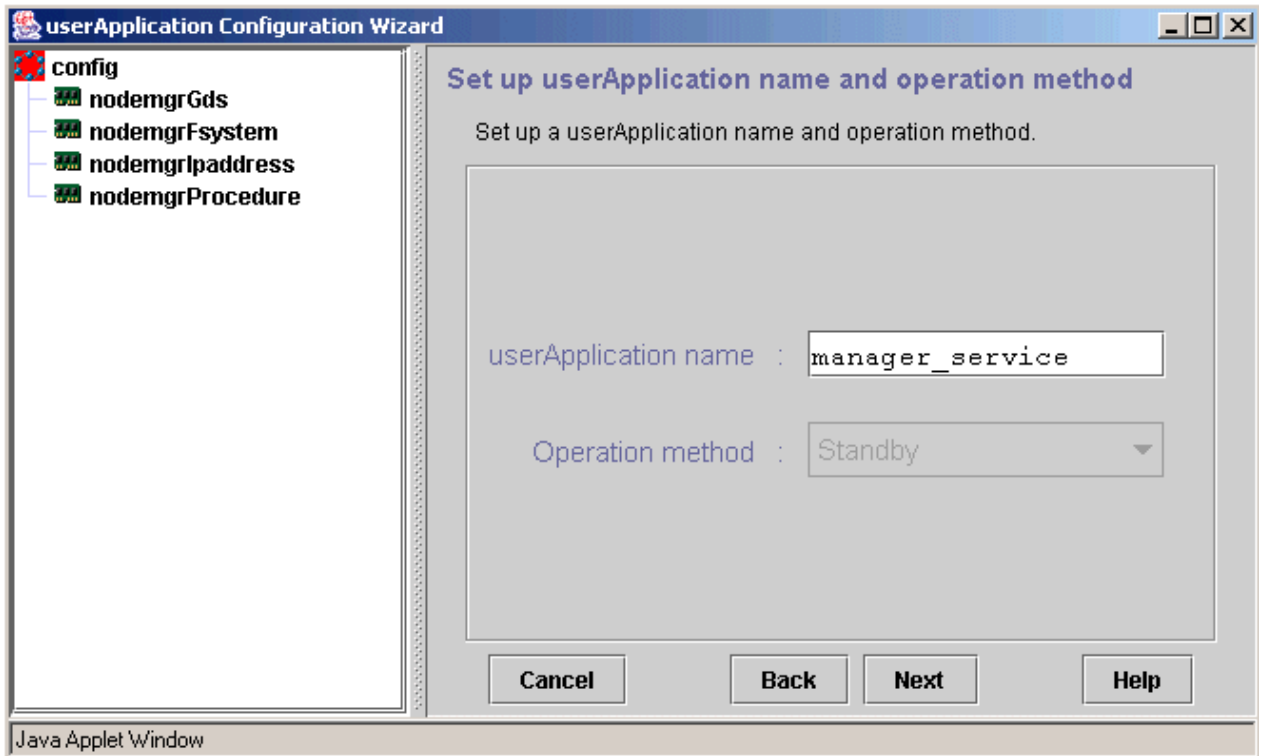 userApplication Configuration Wizard
config
nodemgrGds
nodemgrFsystem
nodemgrIpaddress
nodemgrProcedure
Set up userApplication name and operation method
Set up a userApplication name and operation method.
userApplication name : manager_service
Operation method : Standby
Cancel Back Next Help
Java Applet Window